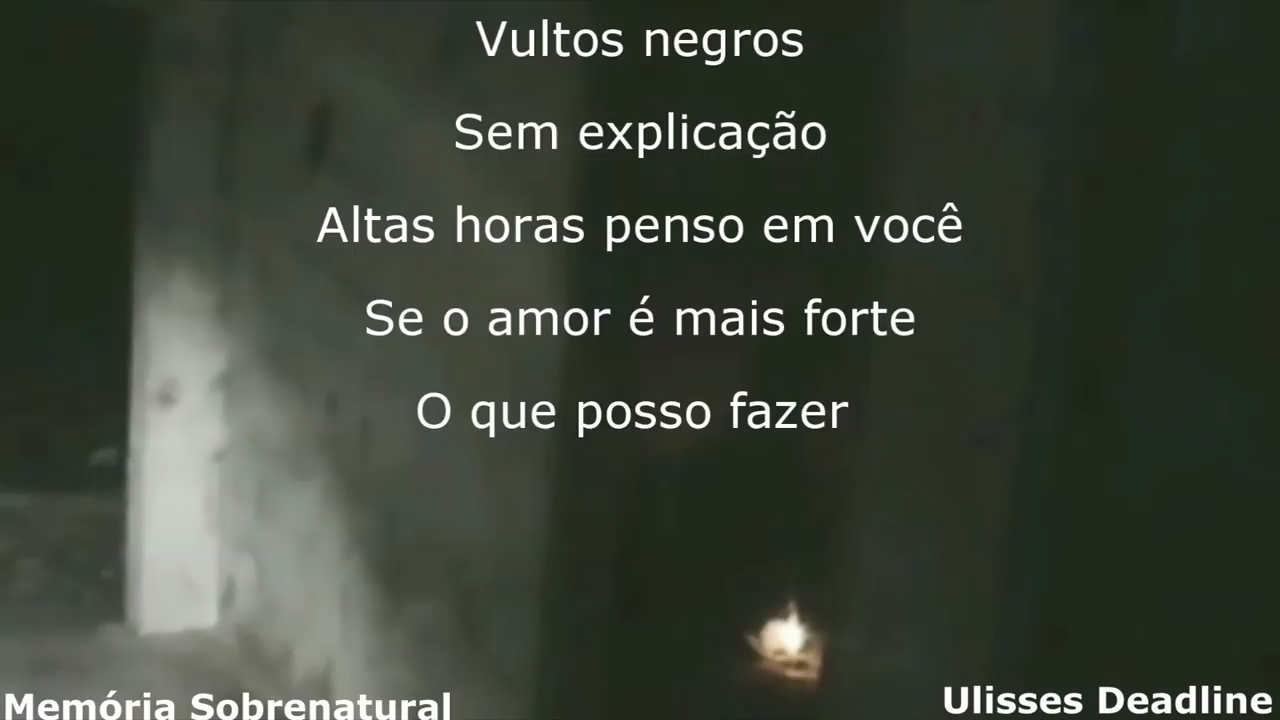 Vultos negros
Sem explicação
Altas horas penso em você
Se o amor é mais forte
O que posso fazer
Memória Sobrenatural
Ulisses Deadline